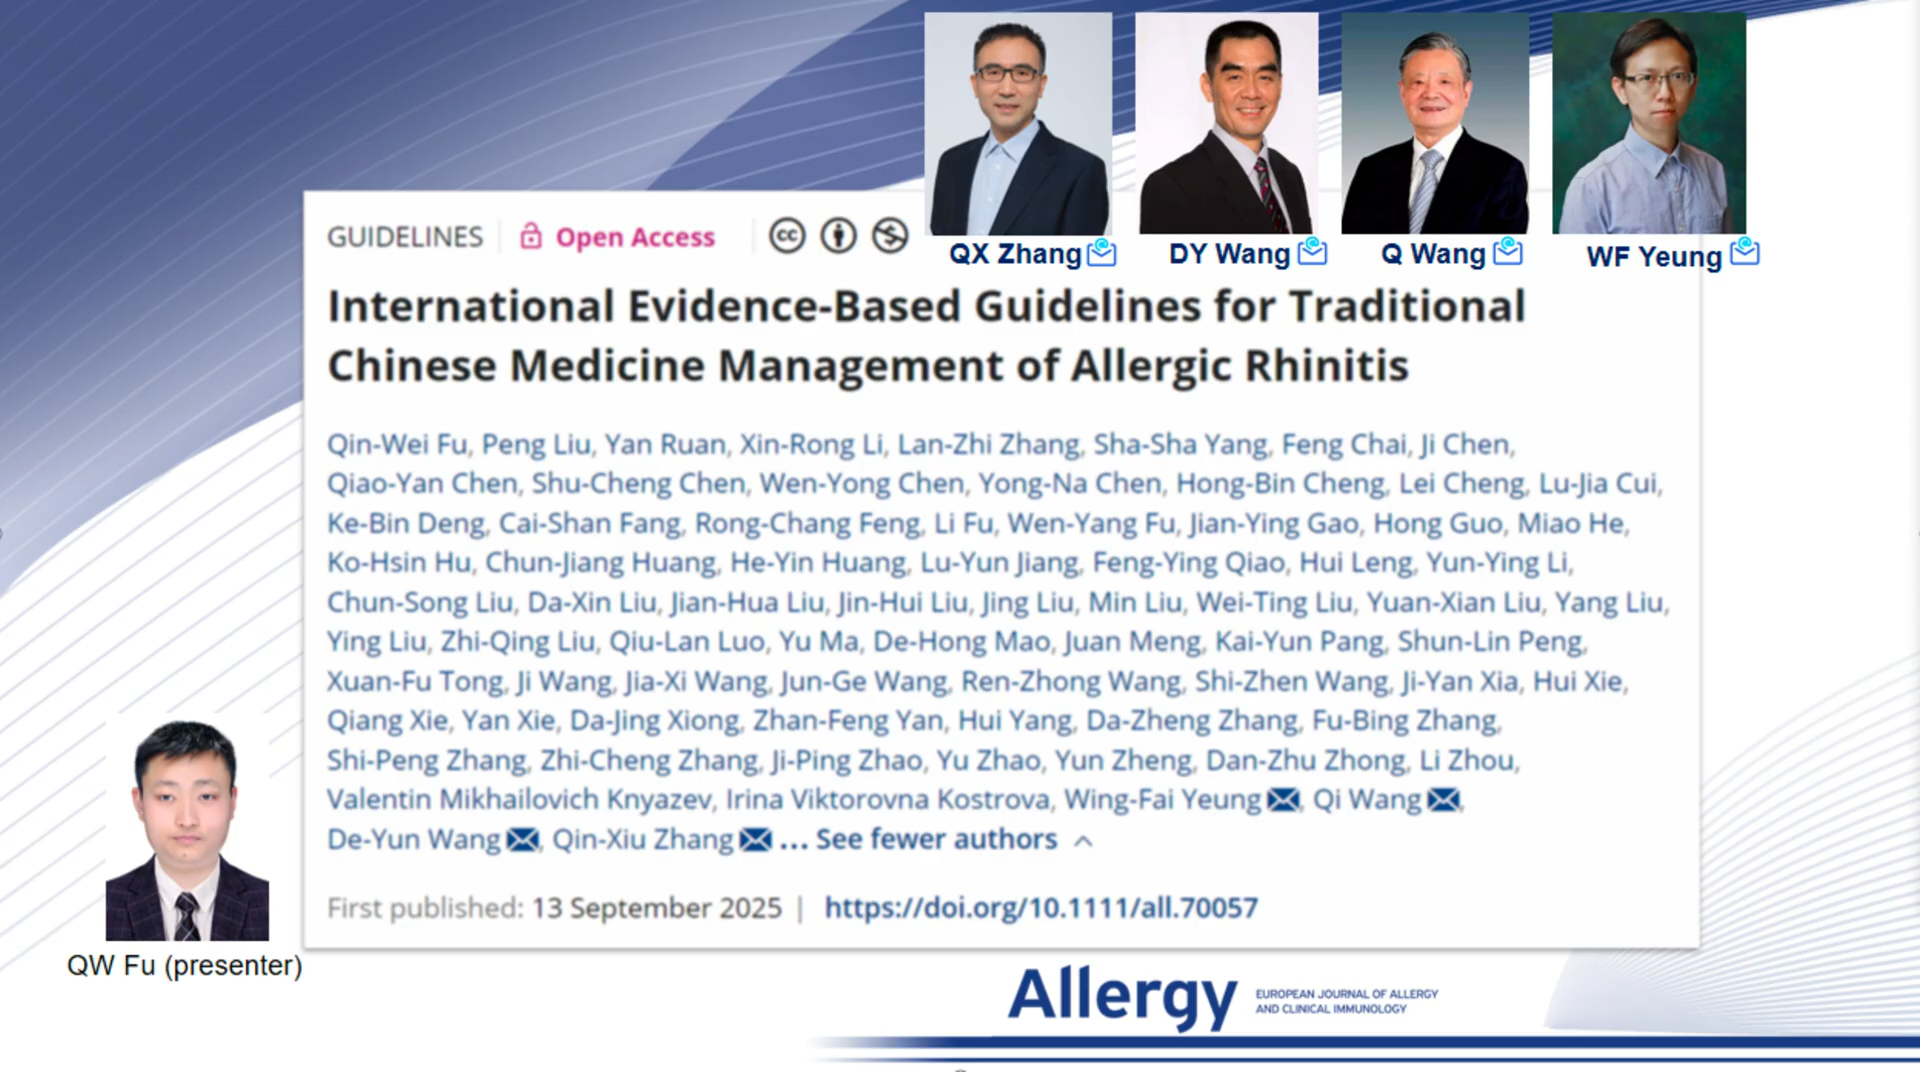 QX Zhang
DY Wang
Q Wang
WF Yeung
GUIDELINES
Open Access
cc
International Evidence-Based Guidelines for Traditional
Chinese Medicine Management of Allergic Rhinitis
Qin-Wei Fu, Peng Liu, Yan Ruan, Xin-Rong Li, Lan-Zhi Zhang, Sha-Sha Yang, Feng Chai, Ji Chen,
Qiao-Yan Chen, Shu-Cheng Chen, Wen-Yong Chen, Yong-Na Chen, Hong-Bin Cheng, Lei Cheng, Lu-Jia Cui,
Ke-Bin Deng, Cai-Shan Fang, Rong-Chang Feng, Li Fu, Wen-Yang Fu, Jian-Ying Gao, Hong Guo, Miao He,
Ko-Hsin Hu, Chun-Jiang Huang, He-Yin Huang, Lu-Yun Jiang, Feng-Ying Qiao, Hui Leng, Yun-Ying Li,
Chun-Song Liu, Da-Xin Liu, Jian-Hua Liu, Jin-Hui Liu, Jing Liu, Min Liu, Wei-Ting Liu, Yuan-Xian Liu, Yang Liu,
Ying Liu, Zhi-Qing Liu, Qiu-Lan Luo, Yu Ma, De-Hong Mao, Juan Meng, Kai-Yun Pang, Shun-Lin Peng,
Xuan-Fu Tong, Ji Wang, Jia-Xi Wang, Jun-Ge Wang, Ren-Zhong Wang, Shi-Zhen Wang, Ji-Yan Xia, Hui Xie,
Qiang Xie, Yan Xie, Da-Jing Xiong, Zhan-Feng Yan, Hui Yang, Da-Zheng Zhang, Fu-Bing Zhang,
Shi-Peng Zhang, Zhi-Cheng Zhang, Ji-Ping Zhao, Yu Zhao, Yun Zheng, Dan-Zhu Zhong, Li Zhou,
Valentin Mikhailovich Knyazev, Irina Viktorovna Kostrova, Wing-Fai Yeung, Qi Wang,
De-Yun Wang, Qin-Xiu Zhang ... See fewer authors
First published: 13 September 2025 | https://doi.org/10.1111/all.70057
QW Fu (presenter)
Allergy
EUROPEAN JOURNAL OF ALLERGY
AND CLINICAL IMMUNOLOGY